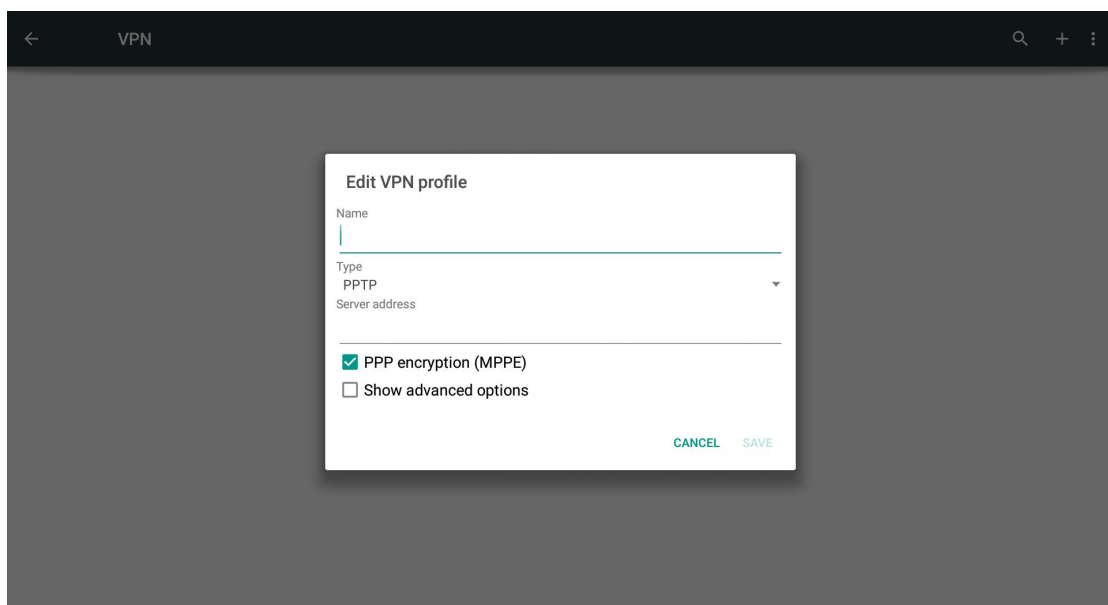 VPN
Edit VPN profile
Name
Type
PPTP
Server address
PPP encryption (MPPE)
Show advanced options
CANCEL SAVE